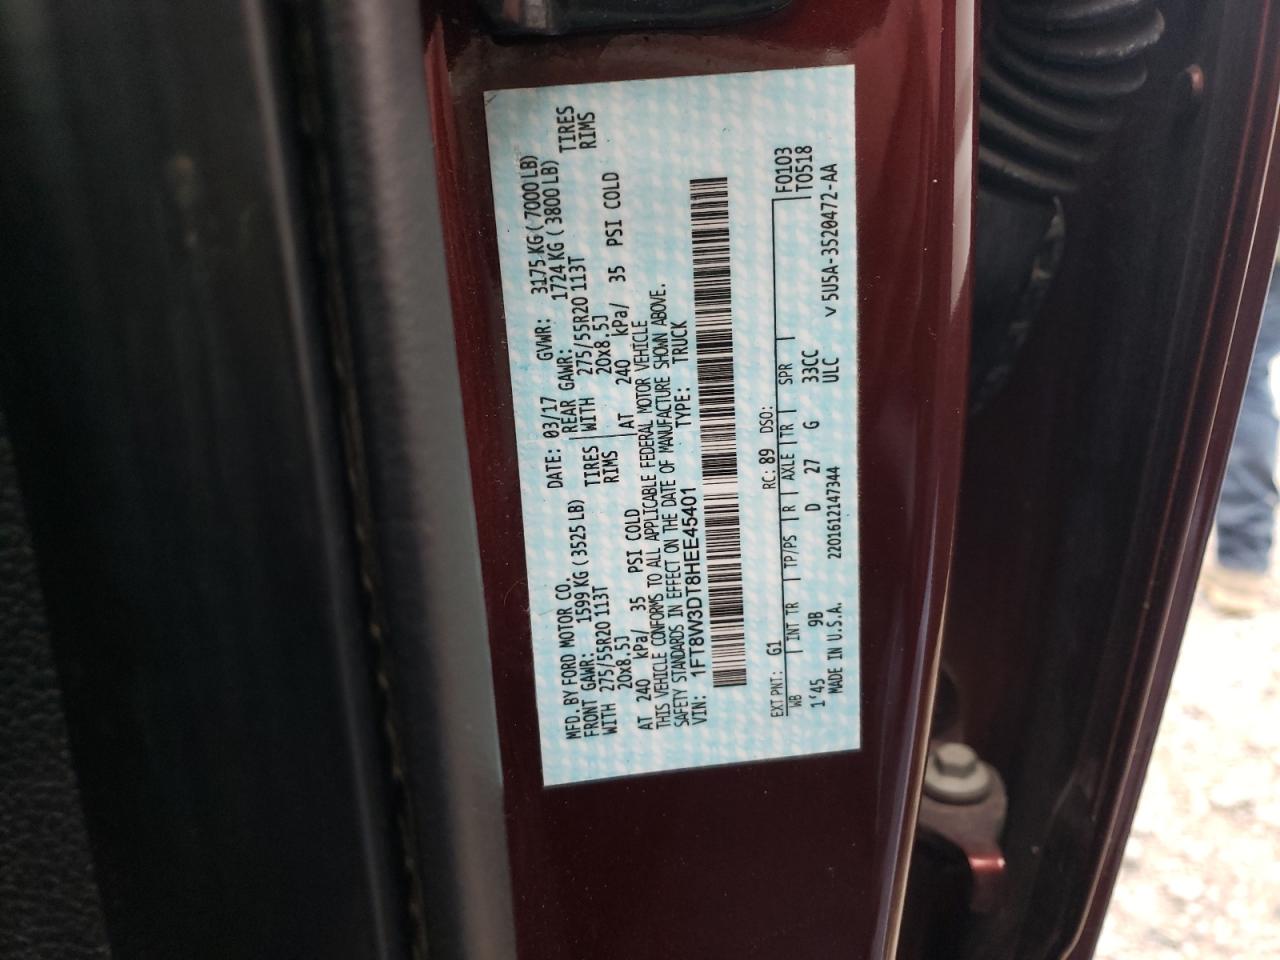 MFD. BY FORD MOTOR CO. DATE: 03/17 GVWR: 3175 KG ( 7000 LB)
FRONT GAWR: 1599 KG ( 3525 LB) REAR GAWR: 1724 KG ( 3800 LB)
WITH 275/55R20 113T TIRES WITH 275/55R20 113T TIRES
20x8.5J RIMS 20x8.5J RIMS
AT 240 kPa/ 35 PSI COLD AT 240 kPa/ 35 PSI COLD
THIS VEHICLE CONFORMS TO ALL APPLICABLE FEDERAL MOTOR VEHICLE
SAFETY STANDARDS IN EFFECT ON THE DATE OF MANUFACTURE SHOWN ABOVE.
VIN: 1FT8W3DT8HEE45401 TYPE: TRUCK
EXT PNT: G1 RC: 89 DSO: F0103
WB INT TR TP/PS R AXLE TR SPR T0518
1'45 9B D 27 G 33CC
MADE IN U.S.A. 2201612147344 ULC v 5U5A-3520472-AA